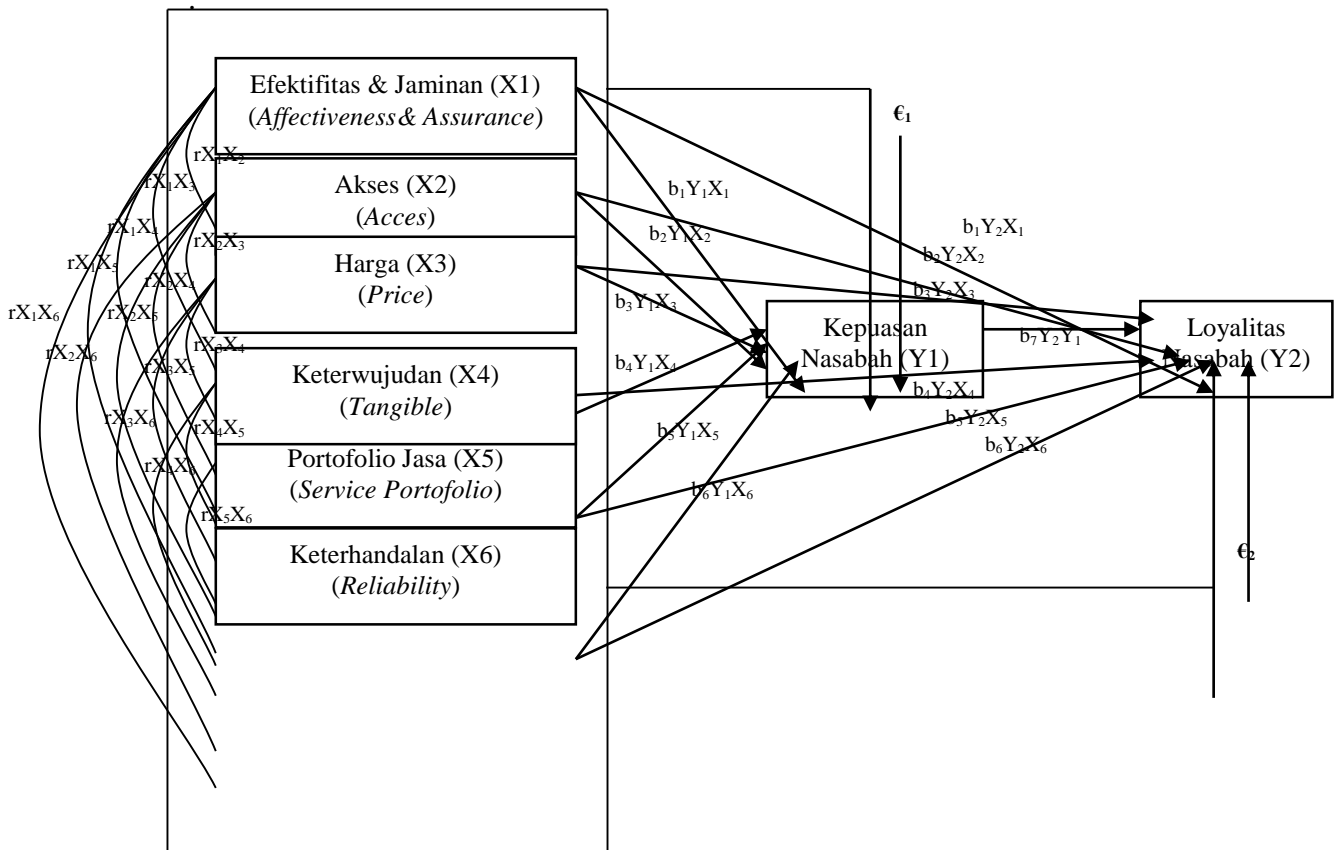 Efektifitas & Jaminan (X1)
(Affectiveness& Assurance)
Akses (X2)
(Acces)
Harga (X3)
(Price)
Keterwujudan (X4)
(Tangible)
Portofolio Jasa (X5)
(Service Portofolio)
Keterhandalan (X6)
(Reliability)
rX₁X₂
rX₁X₃
rX₁X₄
rX₁X₅
rX₁X₆
rX₂X₃
rX₂X₄
rX₂X₅
rX₂X₆
rX₃X₄
rX₃X₅
rX₃X₆
rX₄X₅
rX₄X₆
rX₅X₆
b₁Y₁X₁
b₂Y₁X₂
b₃Y₁X₃
b₄Y₁X₄
b₅Y₁X₅
b₆Y₁X₆
€₁
Kepuasan
Nasabah (Y1)
b₁Y₂X₁
b₂Y₂X₂
b₃Y₂X₃
b₇Y₂Y₁
b₄Y₂X₄
b₅Y₂X₅
b₆Y₂X₆
Loyalitas
Nasabah (Y2)
€₂